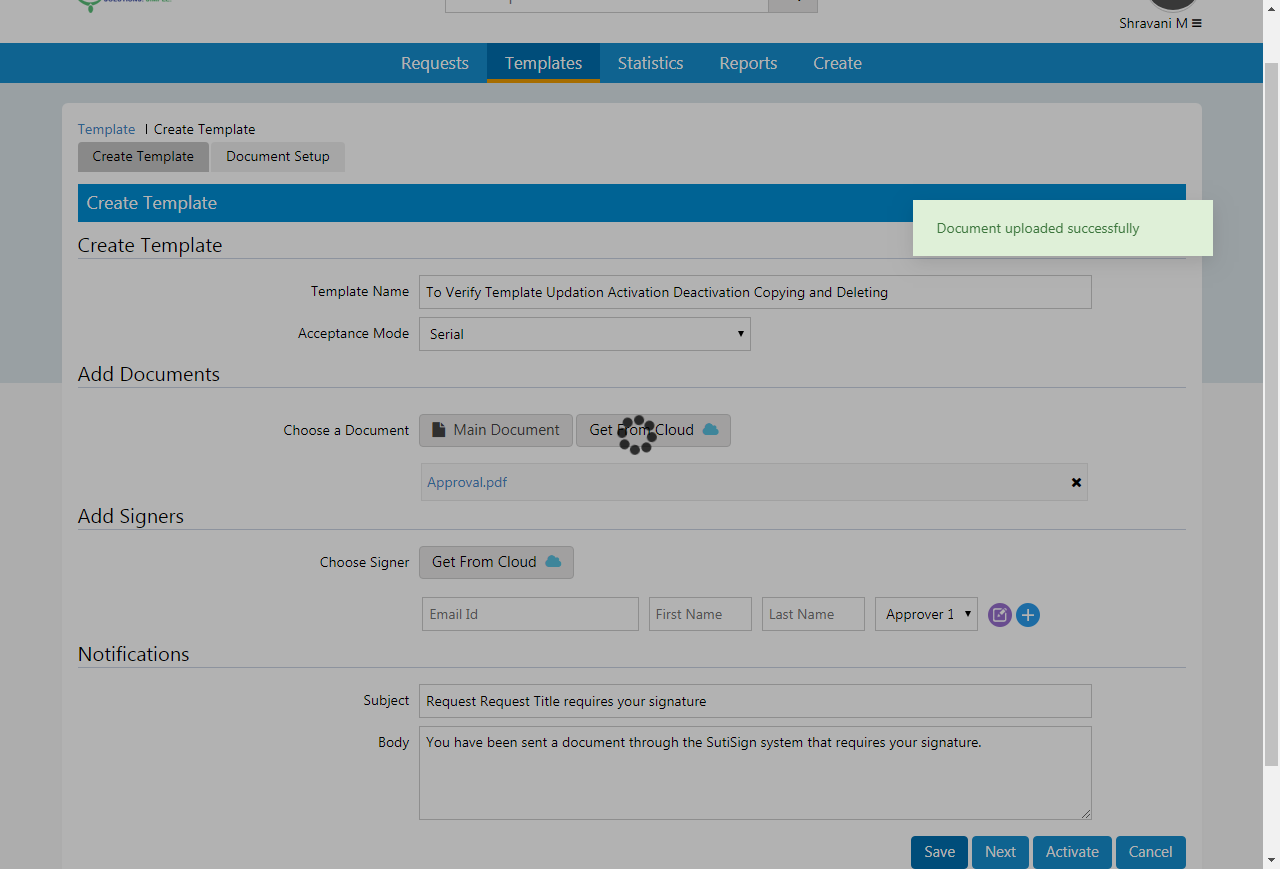 Shravani M
Requests Templates Statistics Reports Create
Template | Create Template
Create Template Document Setup
Create Template
Document uploaded successfully
Create Template
Template Name To Verify Template Updation Activation Deactivation Copying and Deleting
Acceptance Mode Serial
Add Documents
Choose a Document Main Document Get From Cloud
Approval.pdf
Add Signers
Choose Signer Get From Cloud
Email Id First Name Last Name Approver 1
Notifications
Subject Request Request Title requires your signature
Body You have been sent a document through the SutiSign system that requires your signature.
Save Next Activate Cancel